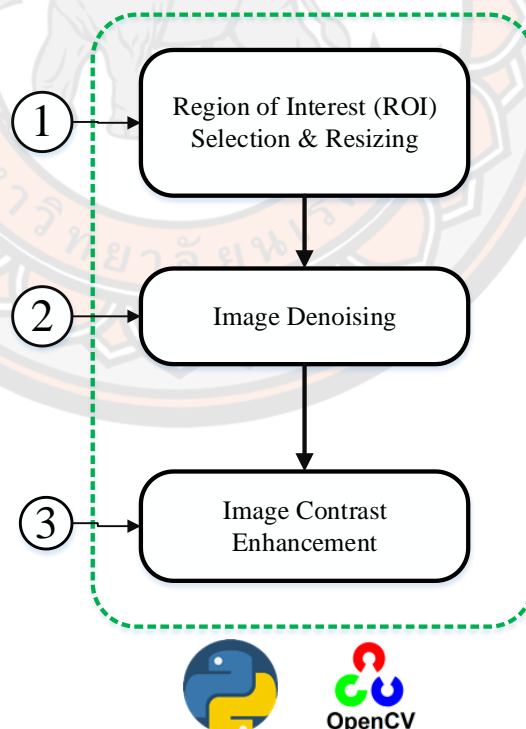 1
Region of Interest (ROI)
Selection & Resizing
2
Image Denoising
3
Image Contrast
Enhancement
OpenCV